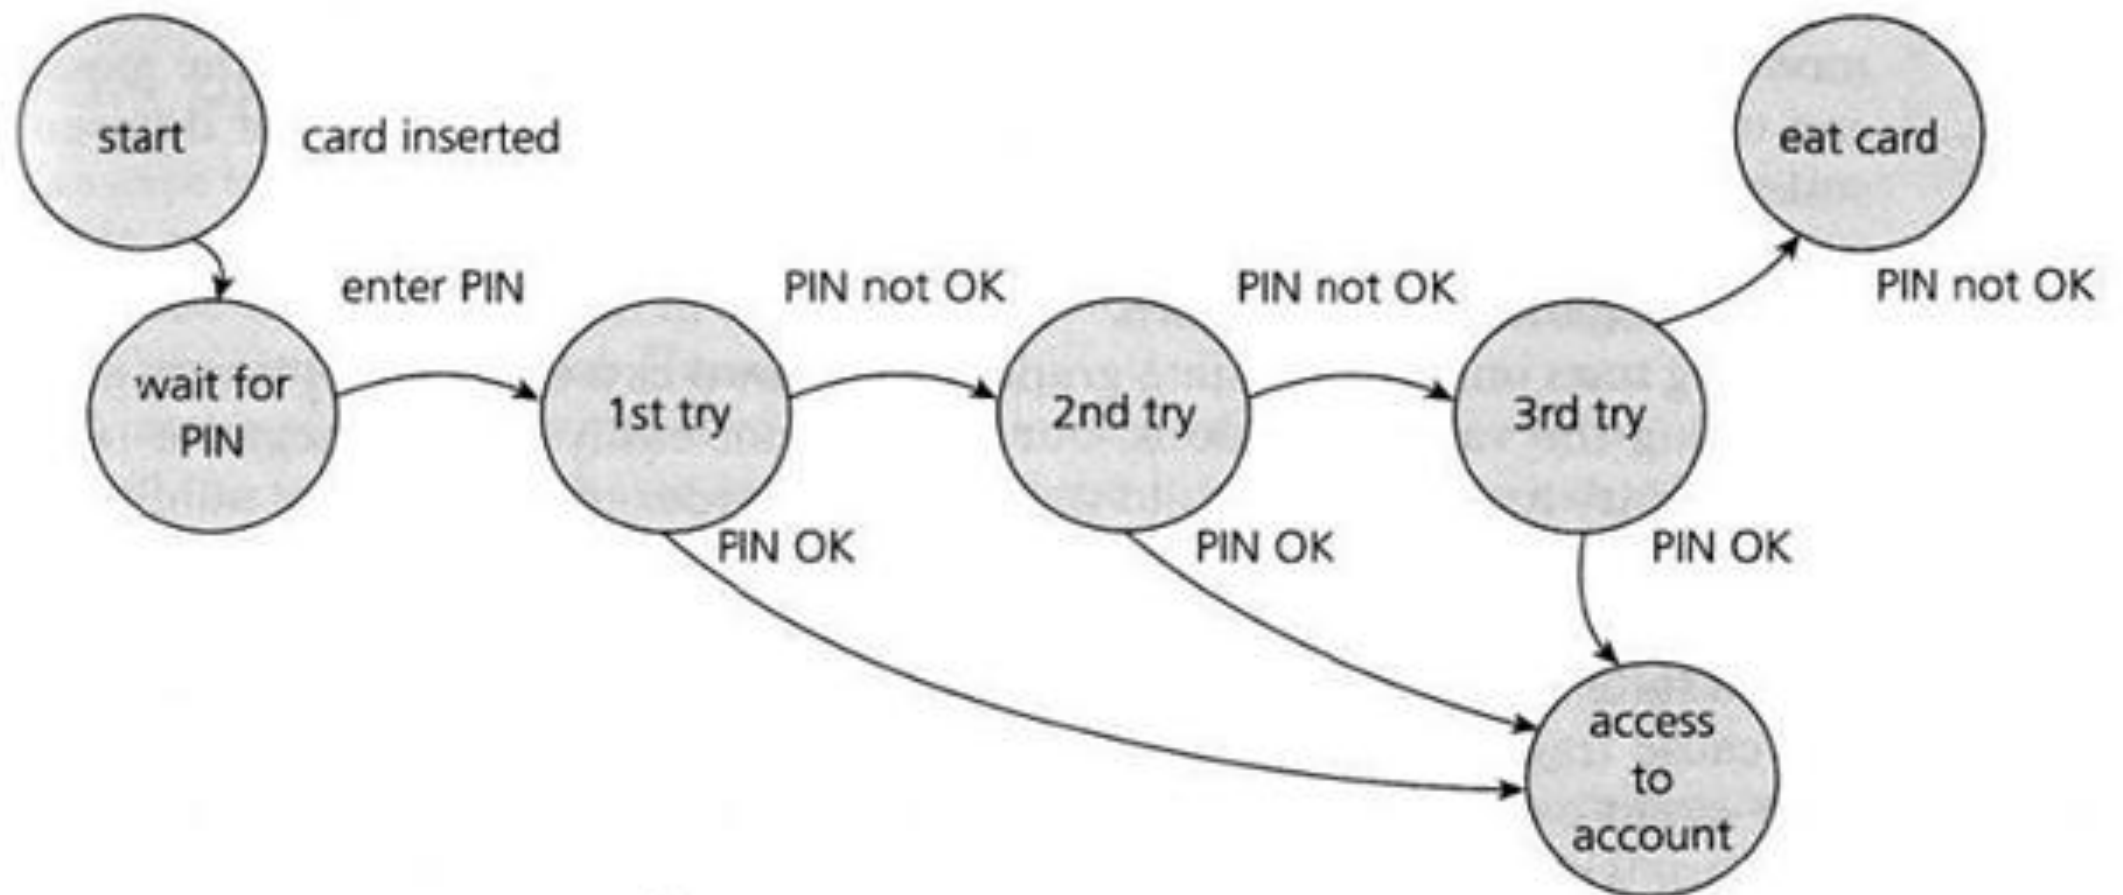 start
card inserted
eat card
enter PIN
PIN not OK
PIN not OK
PIN not OK
wait for
PIN
1st try
2nd try
3rd try
PIN OK
PIN OK
PIN OK
access
to
account